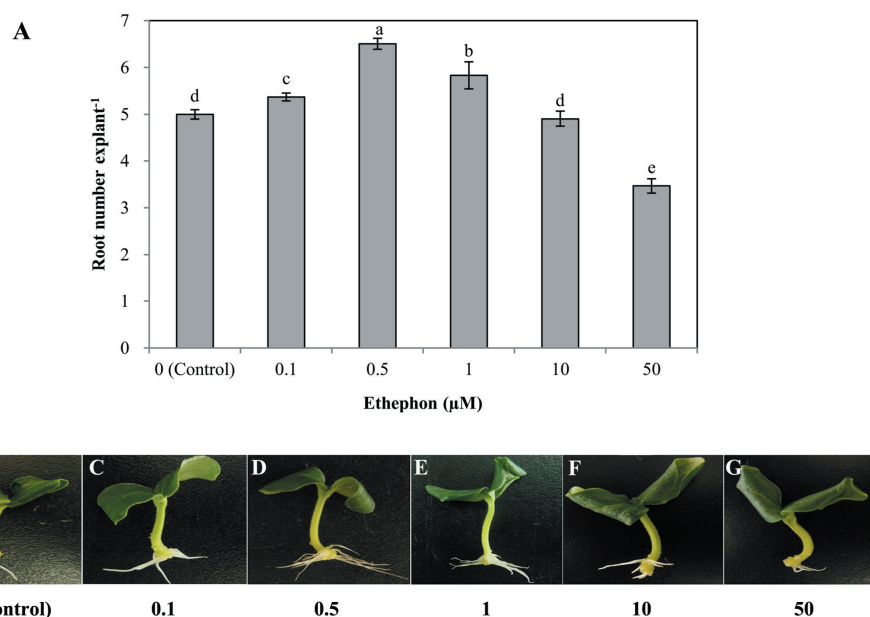 A
7
a
6
b
c
d
d
5
4
e
3
2
1
0
Root number explant-1
0 (Control) 0.1 0.5 1 10 50
Ethephon (µM)
C D E F G
ontrol) 0.1 0.5 1 10 50